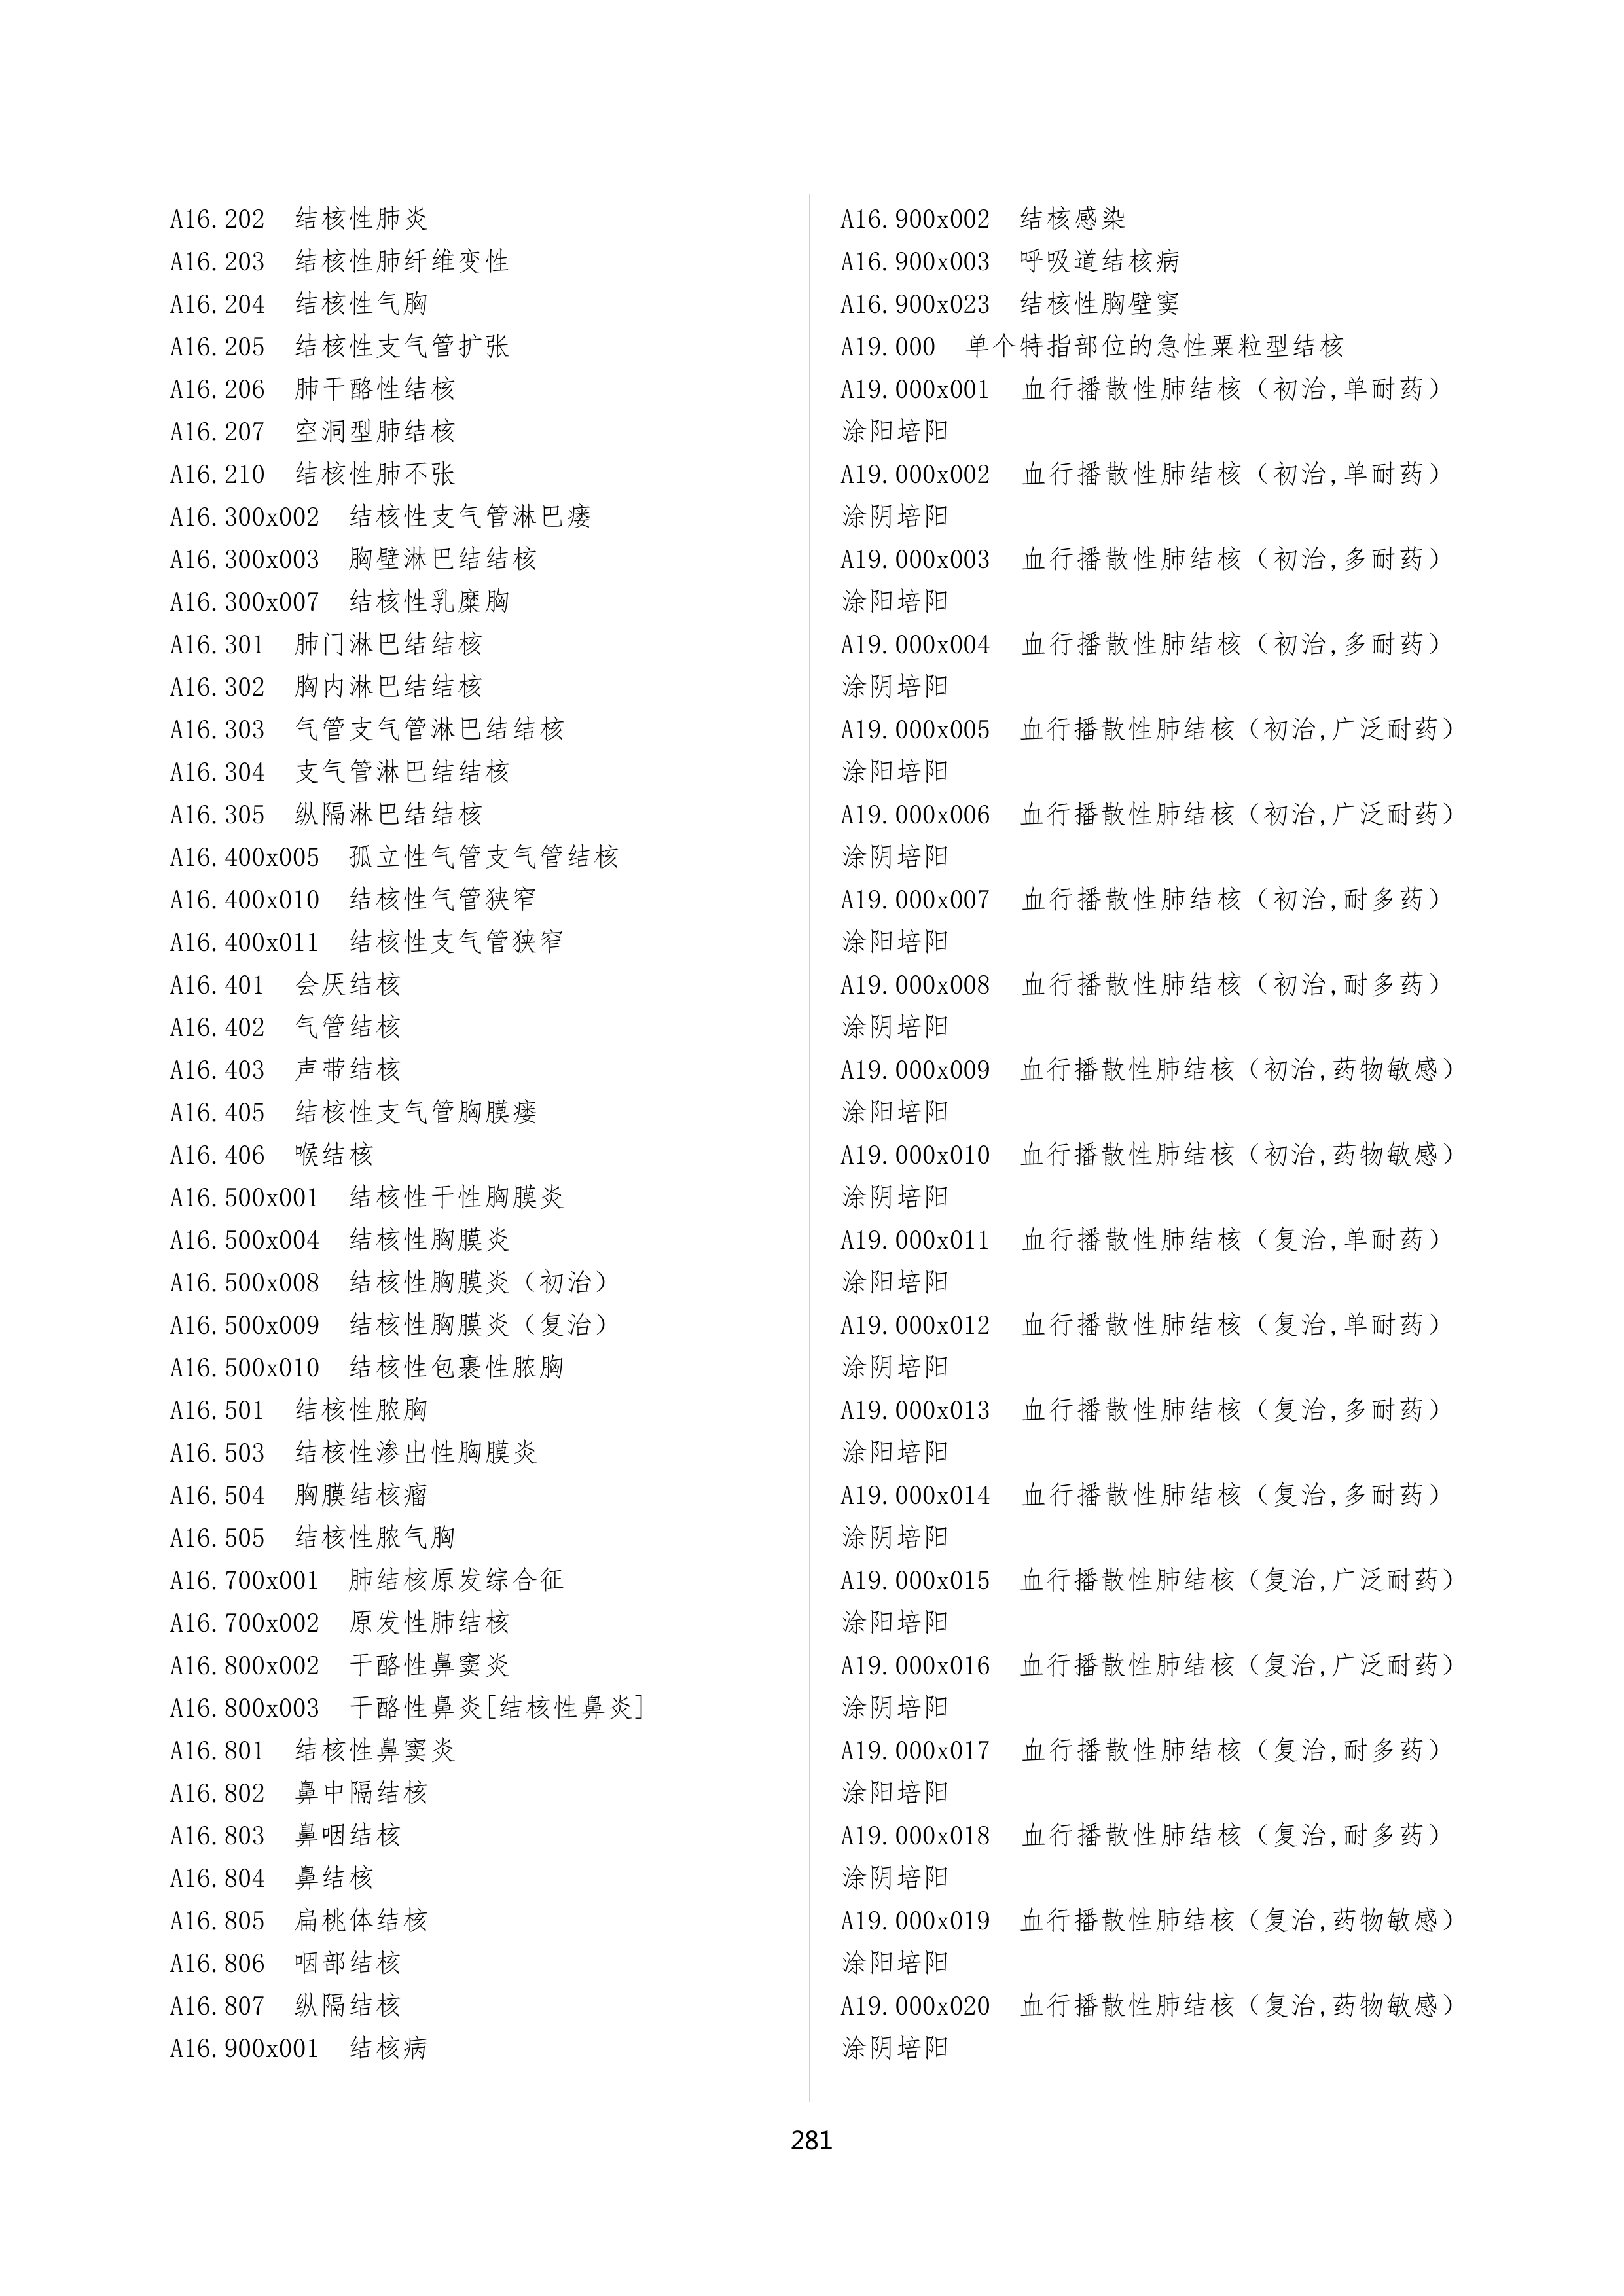 A16.202 结核性肺炎
A16.203 结核性肺纤维变性
A16.204 结核性气胸
A16.205 结核性支气管扩张
A16.206 肺干酪性结核
A16.207 空洞型肺结核
A16.210 结核性肺不张
A16.300x002 结核性支气管淋巴瘘
A16.300x003 胸壁淋巴结结核
A16.300x007 结核性乳糜胸
A16.301 肺门淋巴结结核
A16.302 胸内淋巴结结核
A16.303 气管支气管淋巴结结核
A16.304 支气管淋巴结结核
A16.305 纵隔淋巴结结核
A16.400x005 孤立性气管支气管结核
A16.400x010 结核性气管狭窄
A16.400x011 结核性支气管狭窄
A16.401 会厌结核
A16.402 气管结核
A16.403 声带结核
A16.405 结核性支气管胸膜瘘
A16.406 喉结核
A16.500x001 结核性干性胸膜炎
A16.500x004 结核性胸膜炎
A16.500x008 结核性胸膜炎（初治）
A16.500x009 结核性胸膜炎（复治）
A16.500x010 结核性包裹性脓胸
A16.501 结核性脓胸
A16.503 结核性渗出性胸膜炎
A16.504 胸膜结核瘤
A16.505 结核性脓气胸
A16.700x001 肺结核原发综合征
A16.700x002 原发性肺结核
A16.800x002 干酪性鼻窦炎
A16.800x003 干酪性鼻炎[结核性鼻炎]
A16.801 结核性鼻窦炎
A16.802 鼻中隔结核
A16.803 鼻咽结核
A16.804 鼻结核
A16.805 扁桃体结核
A16.806 咽部结核
A16.807 纵隔结核
A16.900x001 结核病
A16.900x002 结核感染
A16.900x003 呼吸道结核病
A16.900x023 结核性胸壁窦
A19.000 单个特指部位的急性粟粒型结核
A19.000x001 血行播散性肺结核（初治,单耐药）
涂阳培阳
A19.000x002 血行播散性肺结核（初治,单耐药）
涂阴培阳
A19.000x003 血行播散性肺结核（初治,多耐药）
涂阳培阳
A19.000x004 血行播散性肺结核（初治,多耐药）
涂阴培阳
A19.000x005 血行播散性肺结核（初治,广泛耐药）
涂阳培阳
A19.000x006 血行播散性肺结核（初治,广泛耐药）
涂阴培阳
A19.000x007 血行播散性肺结核（初治,耐多药）
涂阳培阳
A19.000x008 血行播散性肺结核（初治,耐多药）
涂阴培阳
A19.000x009 血行播散性肺结核（初治,药物敏感）
涂阳培阳
A19.000x010 血行播散性肺结核（初治,药物敏感）
涂阴培阳
A19.000x011 血行播散性肺结核（复治,单耐药）
涂阳培阳
A19.000x012 血行播散性肺结核（复治,单耐药）
涂阴培阳
A19.000x013 血行播散性肺结核（复治,多耐药）
涂阳培阳
A19.000x014 血行播散性肺结核（复治,多耐药）
涂阴培阳
A19.000x015 血行播散性肺结核（复治,广泛耐药）
涂阳培阳
A19.000x016 血行播散性肺结核（复治,广泛耐药）
涂阴培阳
A19.000x017 血行播散性肺结核（复治,耐多药）
涂阳培阳
A19.000x018 血行播散性肺结核（复治,耐多药）
涂阴培阳
A19.000x019 血行播散性肺结核（复治,药物敏感）
涂阳培阳
A19.000x020 血行播散性肺结核（复治,药物敏感）
涂阴培阳
281